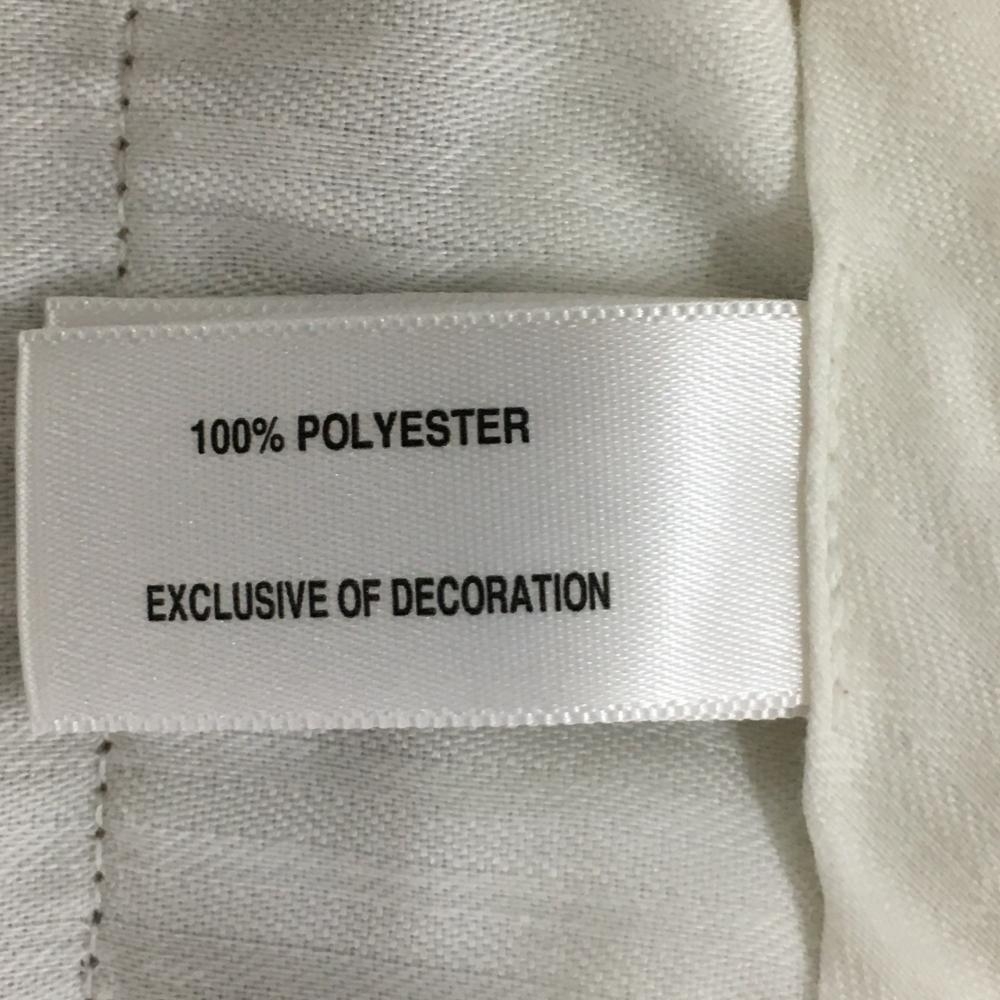 100% POLYESTER
EXCLUSIVE OF DECORATION